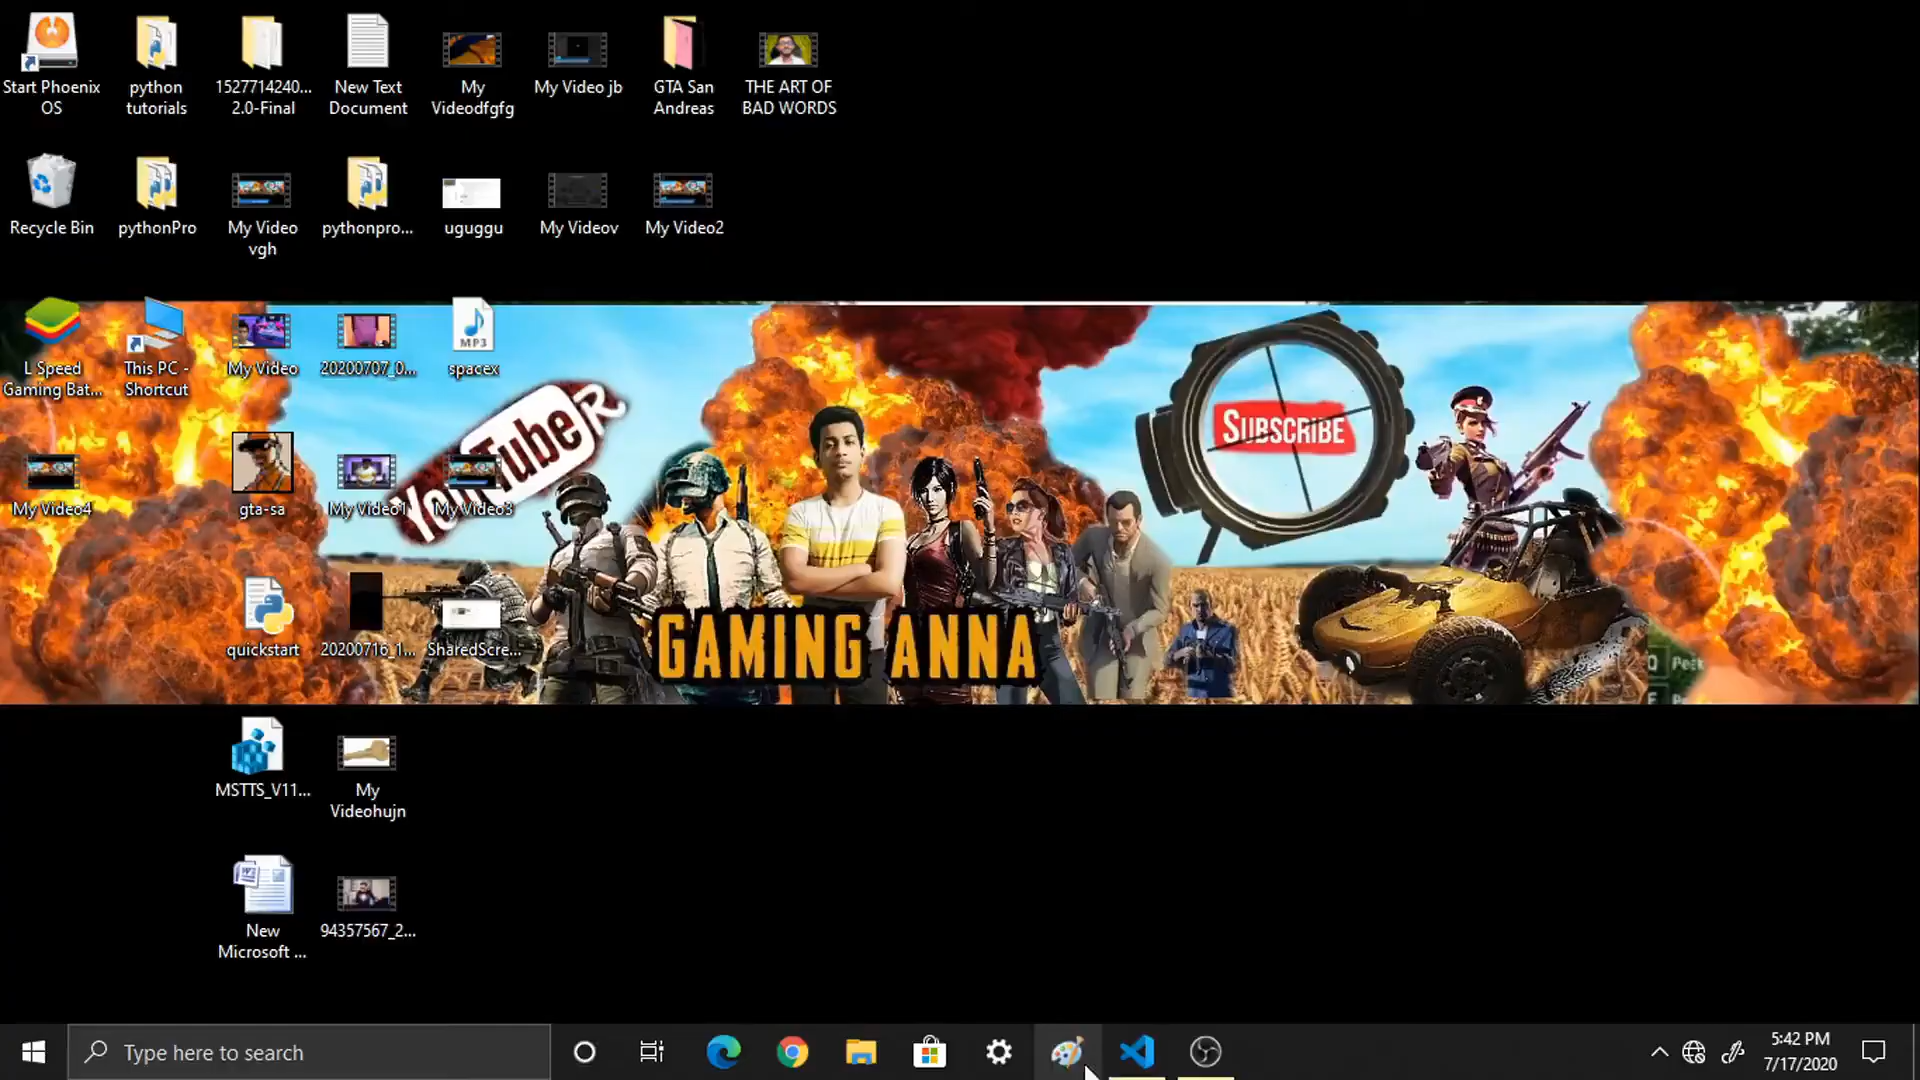 Start Phoenix
OS
python
tutorials
1527714240...
2.0-Final
New Text
Document
My
Videodfgfg
My Video jb
GTA San
Andreas
THE ART OF
BAD WORDS
Recycle Bin
pythonPro
My Video
vgh
pythonpro...
uguggu
My Videov
My Video2
L Speed
Gaming Bat...
This PC -
Shortcut
My Video
20200707_0...
MP3
spacex
My Video4
gta-sa
My Video1
My Video3
YouTubeR
SUBSCRIBE
GAMING ANNA
quickstart
20200716_1...
SharedScre...
Q Peek
F
MSTTS_V11...
My
Videohujn
New
Microsoft ...
94357567_2...
Type here to search
5:42 PM
7/17/2020